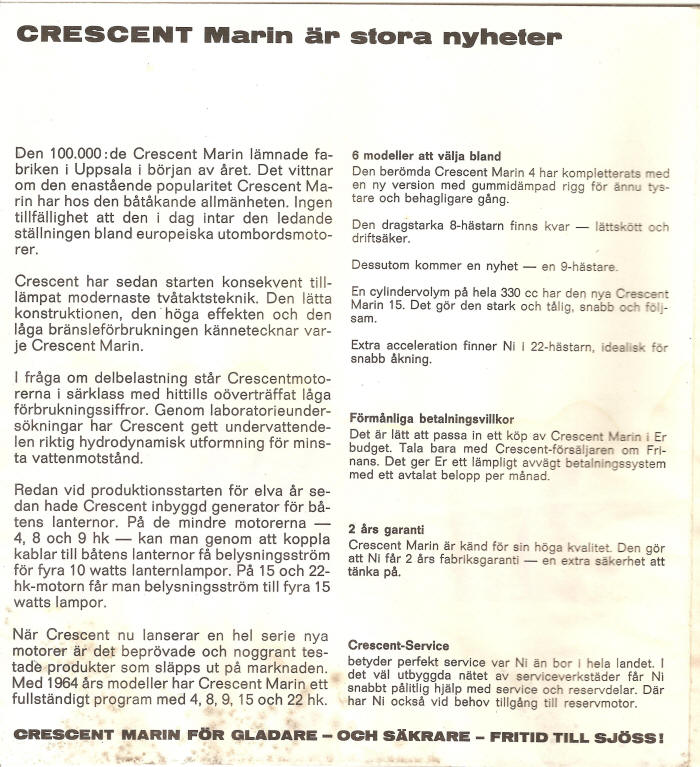 CRESCENT Marin är stora nyheter
Den 100.000:de Crescent Marin lämnade fa-
briken i Uppsala i början av året. Det vittnar
om den enastående popularitet Crescent Ma-
rin har hos den båtåkande allmänheten. Ingen
tillfällighet att den i dag intar den ledande
ställningen bland europeiska utombordsmoto-
rer.
Crescent har sedan starten konsekvent till-
lämpat modernaste tvåtaktsteknik. Den lätta
konstruktionen, den höga effekten och den
låga bränsleförbrukningen kännetecknar var-
je Crescent Marin.
I fråga om delbelastning står Crescentmoto-
rerna i särklass med hittills oöverträffat låga
förbrukningssiffror. Genom laboratorieunder-
sökningar har Crescent gett undervattende-
len riktig hydrodynamisk utformning för mins-
ta vattenmotstånd.
Redan vid produktionsstarten för elva år se-
dan hade Crescent inbyggd generator för bå-
tens lanternor. På de mindre motorerna —
4, 8 och 9 hk — kan man genom att koppla
kablar till båtens lanternor få belysningsström
för fyra 10 watts lanternlampor. På 15 och 22-
hk-motorn får man belysningsström till fyra 15
watts lampor.
När Crescent nu lanserar en hel serie nya
motorer är det beprövade och noggrant tes-
tade produkter som släpps ut på marknaden.
Med 1964 års modeller har Crescent Marin ett
fullständigt program med 4, 8, 9, 15 och 22 hk.
6 modeller att välja bland
Den berömda Crescent Marin 4 har kompletterats med
en ny version med gummidämpad rigg för ännu tys-
tare och behagligare gång.
Den dragstarka 8-hästarn finns kvar — lättskött och
driftsäker.
Dessutom kommer en nyhet — en 9-hästare.
En cylindervolym på hela 330 cc har den nya Crescent
Marin 15. Det gör den stark och tålig, snabb och följ-
sam.
Extra acceleration finner Ni i 22-hästarn, idealisk för
snabb åkning.
Förmånliga betalningsvillkor
Det är lätt att passa in ett köp av Crescent Marin i Er
budget. Tala bara med Crescent-försäljaren om Fri-
nans. Det ger Er ett lämpligt avvägt betalningssystem
med ett avtalat belopp per månad.
2 års garanti
Crescent Marin är känd för sin höga kvalitet. Den gör
att Ni får 2 års fabriksgaranti — en extra säkerhet att
tänka på.
Crescent-Service
betyder perfekt service var Ni än bor i hela landet. I
det väl utbyggda nätet av serviceverkstäder får Ni
snabbt pålitlig hjälp med service och reservdelar. Där
har Ni också vid behov tillgång till reservmotor.
CRESCENT MARIN FÖR GLADARE – OCH SÄKRARE – FRITID TILL SJÖSS!